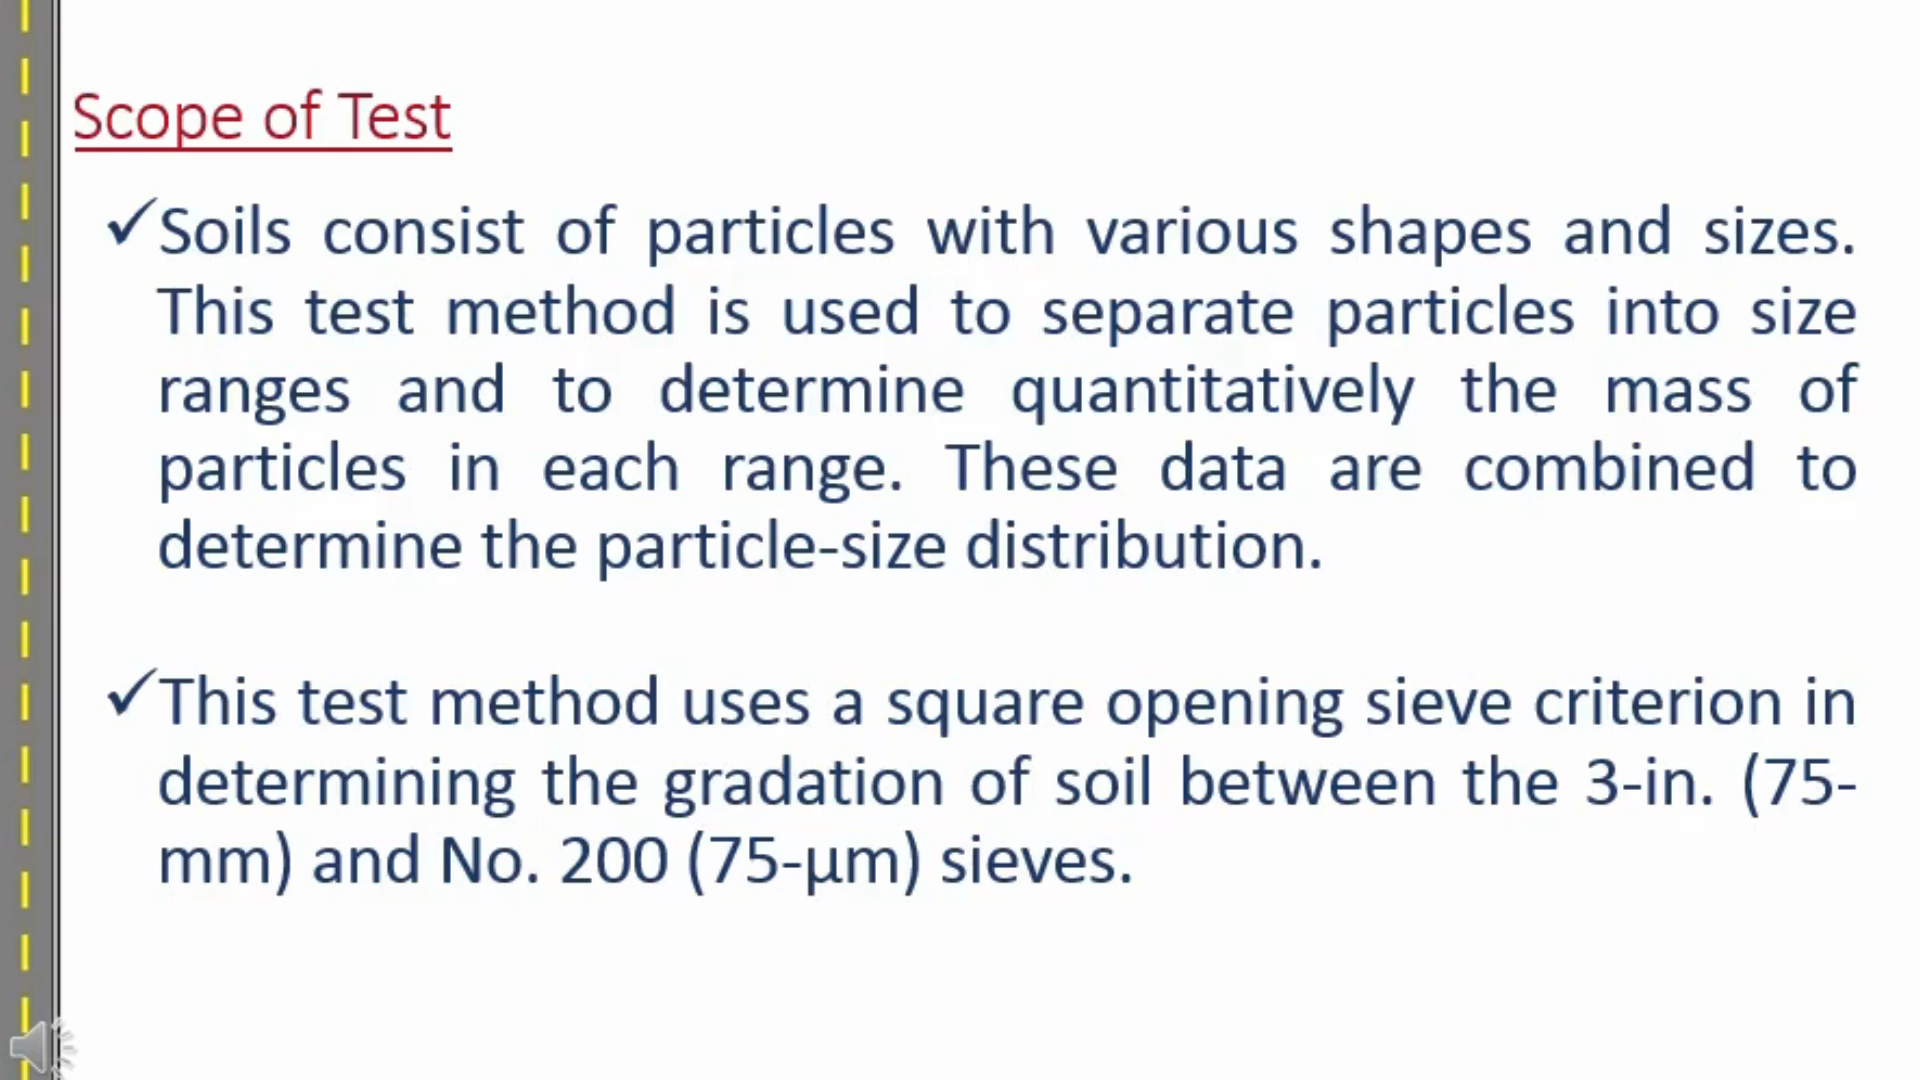 Scope of Test
✓Soils consist of particles with various shapes and sizes.
This test method is used to separate particles into size
ranges and to determine quantitatively the mass of
particles in each range. These data are combined to
determine the particle-size distribution.
✓This test method uses a square opening sieve criterion in
determining the gradation of soil between the 3-in. (75-
mm) and No. 200 (75-µm) sieves.